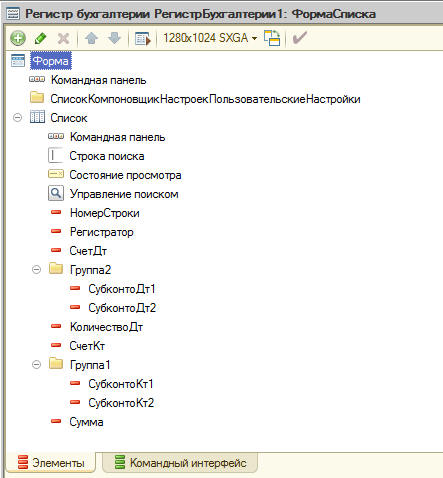 Регистр бухгалтерии РегистрБухгалтерии1: ФормаСписка
1280x1024 SXGA
Форма
Командная панель
СписокКомпоновщикНастроекПользовательскиеНастройки
Список
Командная панель
Строка поиска
Состояние просмотра
Управление поиском
НомерСтроки
Регистратор
СчетДт
Группа2
СубконтоДт1
СубконтоДт2
КоличествоДт
СчетКт
Группа1
СубконтоКт1
СубконтоКт2
Сумма
Элементы Командный интерфейс